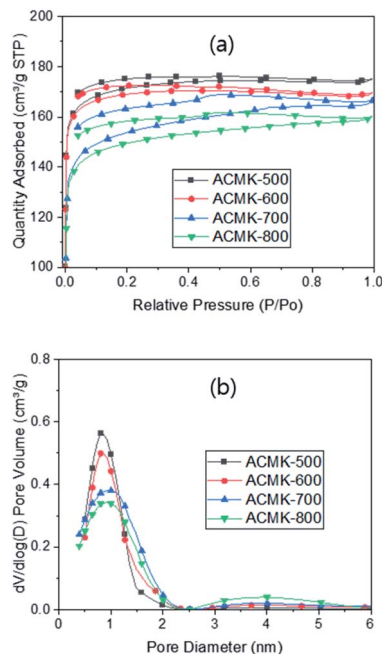 (a)
Quantity Adsorbed (cm³/g STP)
200
180
160
140
120
100
ACMK-500
ACMK-600
ACMK-700
ACMK-800
0.0 0.2 0.4 0.6 0.8 1.0
Relative Pressure (P/Po)
(b)
dV/dlog(D) Pore Volume (cm³/g)
0.8
0.6
0.4
0.2
0.0
ACMK-500
ACMK-600
ACMK-700
ACMK-800
0 1 2 3 4 5 6
Pore Diameter (nm)